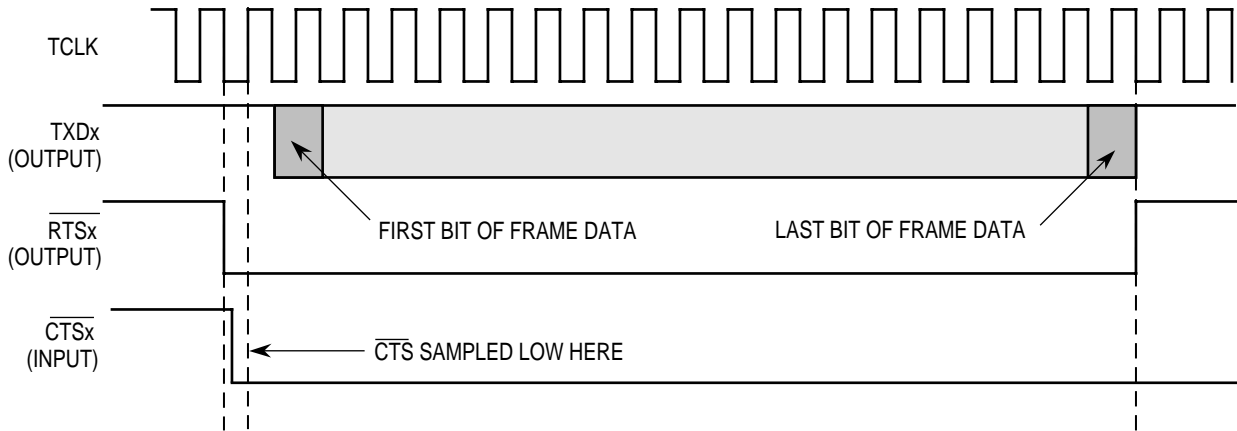 TCLK
TXDx
(OUTPUT)
FIRST BIT OF FRAME DATA
LAST BIT OF FRAME DATA
RTSx
(OUTPUT)
CTSx
(INPUT)
CTS SAMPLED LOW HERE